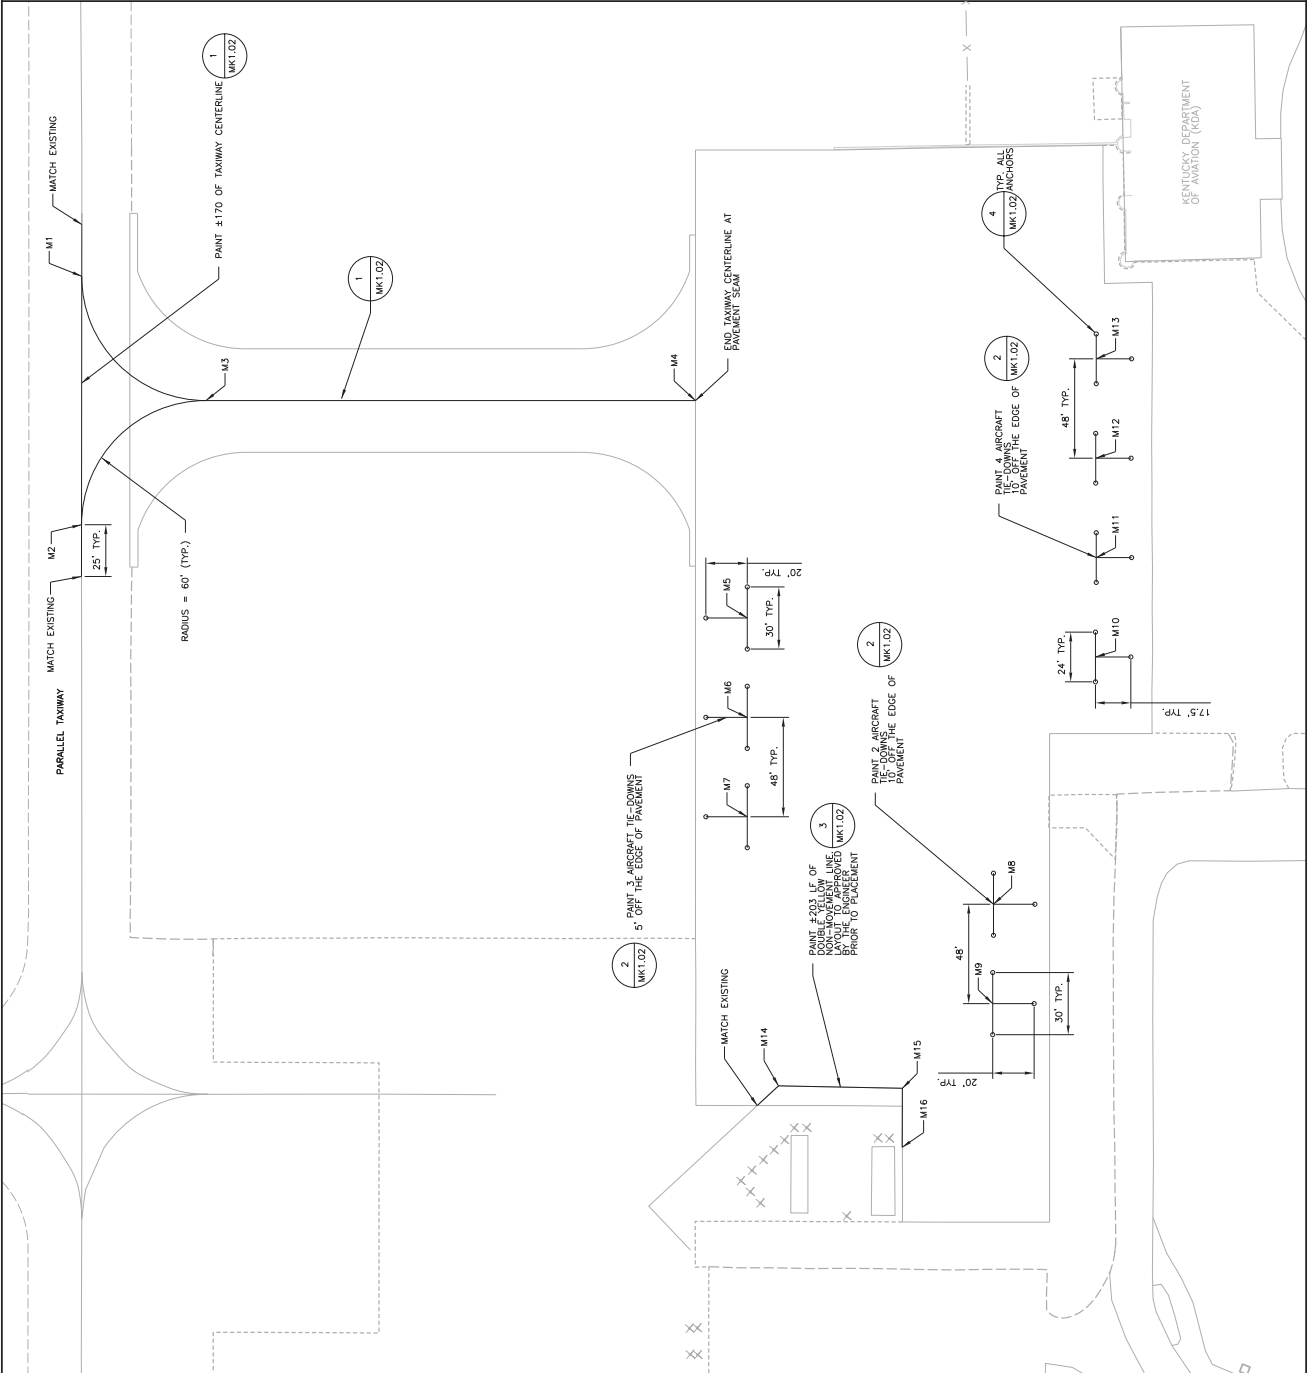 MATCH EXISTING
M1
PAINT ±170 OF TAXIWAY CENTERLINE
1
MK1.02
1
MK1.02
M3
M4
END TAXIWAY CENTERLINE AT
PAVEMENT SEAM
MATCH EXISTING
M2
25' TYP.
RADIUS = 60' (TYP.)
PARALLEL TAXIWAY
KENTUCKY DEPARTMENT
OF AVIATION (KDA)
4
MK1.02
TYP. ALL
ANCHORS
2
MK1.02
PAINT 4 AIRCRAFT
TIE-DOWNS
10' OFF THE EDGE OF
PAVEMENT
M13
48' TYP.
M12
M11
M10
24' TYP.
17.5' TYP.
20' TYP.
M5
30' TYP.
M6
48' TYP.
M7
PAINT 3 AIRCRAFT TIE-DOWNS
5' OFF THE EDGE OF PAVEMENT
2
MK1.02
2
MK1.02
PAINT 2 AIRCRAFT
TIE-DOWNS
10' OFF THE EDGE OF
PAVEMENT
3
MK1.02
PAINT ±203 LF OF
DOUBLE YELLOW
NON-MOVEMENT LINE.
LAYOUT TO APPROVED
BY THE ENGINEER
PRIOR TO PLACEMENT
M8
48'
M9
30' TYP.
20' TYP.
MATCH EXISTING
M14
M15
M16